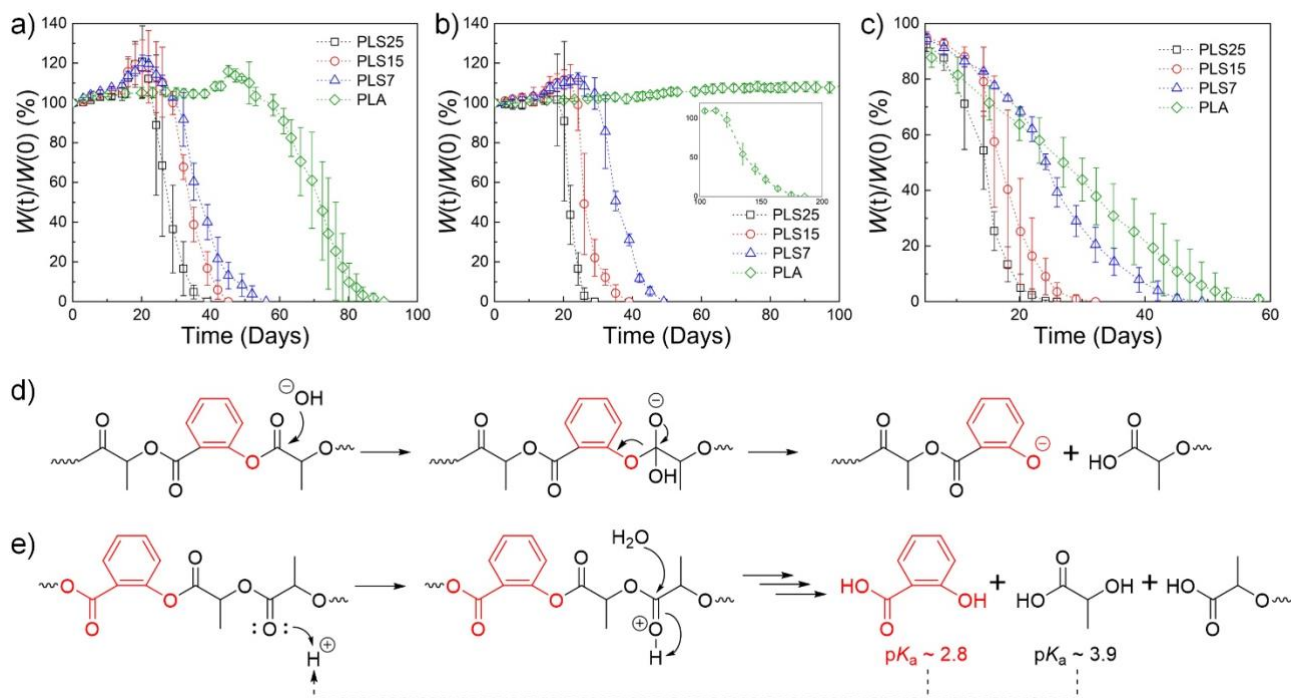 a)
W(t)/W(0) (%)
140
120
100
80
60
40
20
0
PLS25
PLS15
PLS7
PLA
0 20 40 60 80 100
Time (Days)
b)
W(t)/W(0) (%)
140
120
100
80
60
40
20
0
100
50
0
100 150 200
PLS25
PLS15
PLS7
PLA
0 20 40 60 80 100
Time (Days)
c)
W(t)/W(0) (%)
100
80
60
40
20
0
PLS25
PLS15
PLS7
PLA
20 40 60
Time (Days)
d)
O O O O O ⊖OH
O O O O O⊖ OH O
O O O O⊖ + HO O O
e)
O O O O O O O H⊕
O O O O O O⊕ H O H₂O
HO O OH + HO O OH + HO O O
pKa ~ 2.8 pKa ~ 3.9